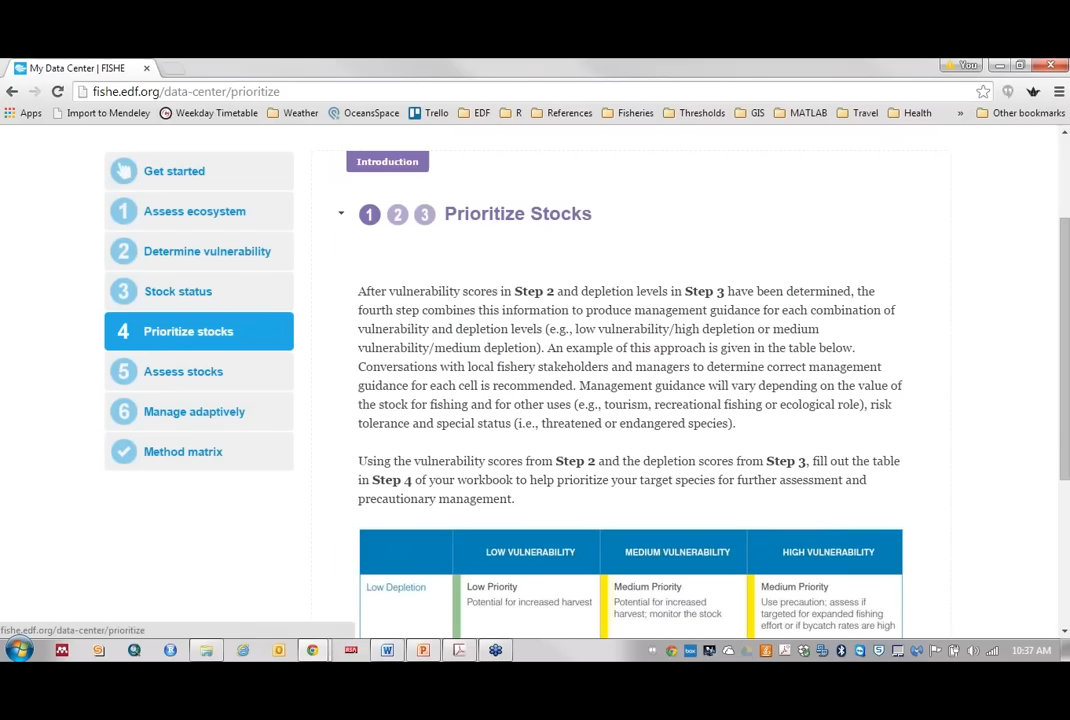 My Data Center | FISHE
You
fishe.edf.org/data-center/prioritize
Apps Import to Mendeley Weekday Timetable Weather OceansSpace Trello EDF R References Fisheries Thresholds GIS MATLAB Travel Health » Other bookmarks
Introduction
Get started
1 Assess ecosystem
2 Determine vulnerability
3 Stock status
4 Prioritize stocks
5 Assess stocks
6 Manage adaptively
Method matrix
1 2 3 Prioritize Stocks
After vulnerability scores in Step 2 and depletion levels in Step 3 have been determined, the
fourth step combines this information to produce management guidance for each combination of
vulnerability and depletion levels (e.g., low vulnerability/high depletion or medium
vulnerability/medium depletion). An example of this approach is given in the table below.
Conversations with local fishery stakeholders and managers to determine correct management
guidance for each cell is recommended. Management guidance will vary depending on the value of
the stock for fishing and for other uses (e.g., tourism, recreational fishing or ecological role), risk
tolerance and special status (i.e., threatened or endangered species).
Using the vulnerability scores from Step 2 and the depletion scores from Step 3, fill out the table
in Step 4 of your workbook to help prioritize your target species for further assessment and
precautionary management.
LOW VULNERABILITY MEDIUM VULNERABILITY HIGH VULNERABILITY
Low Depletion
Low Priority
Potential for increased harvest
Medium Priority
Potential for increased
harvest; monitor the stock
Medium Priority
Use precaution; assess if
targeted for expanded fishing
effort or if bycatch rates are high
fishe.edf.org/data-center/prioritize
10:37 AM